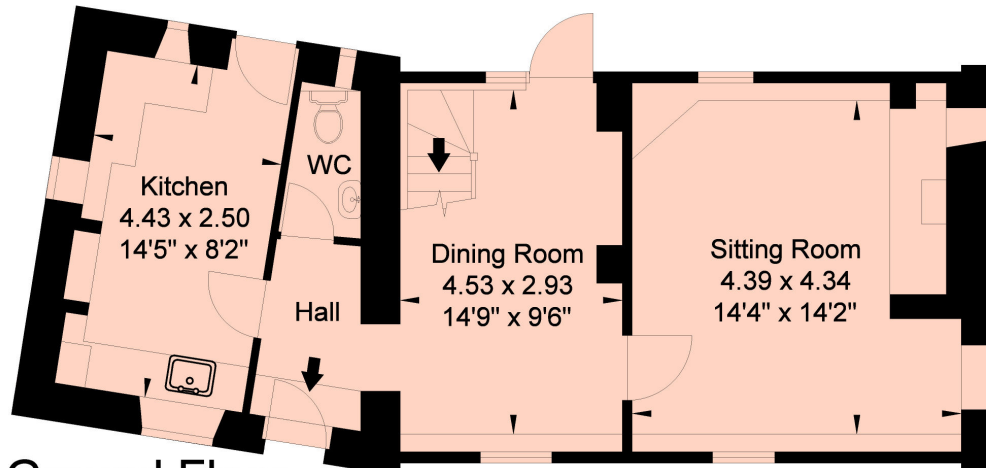 Kitchen
4.43 x 2.50
14'5" x 8'2"
WC
Hall
Dining Room
4.53 x 2.93
14'9" x 9'6"
Sitting Room
4.39 x 4.34
14'4" x 14'2"